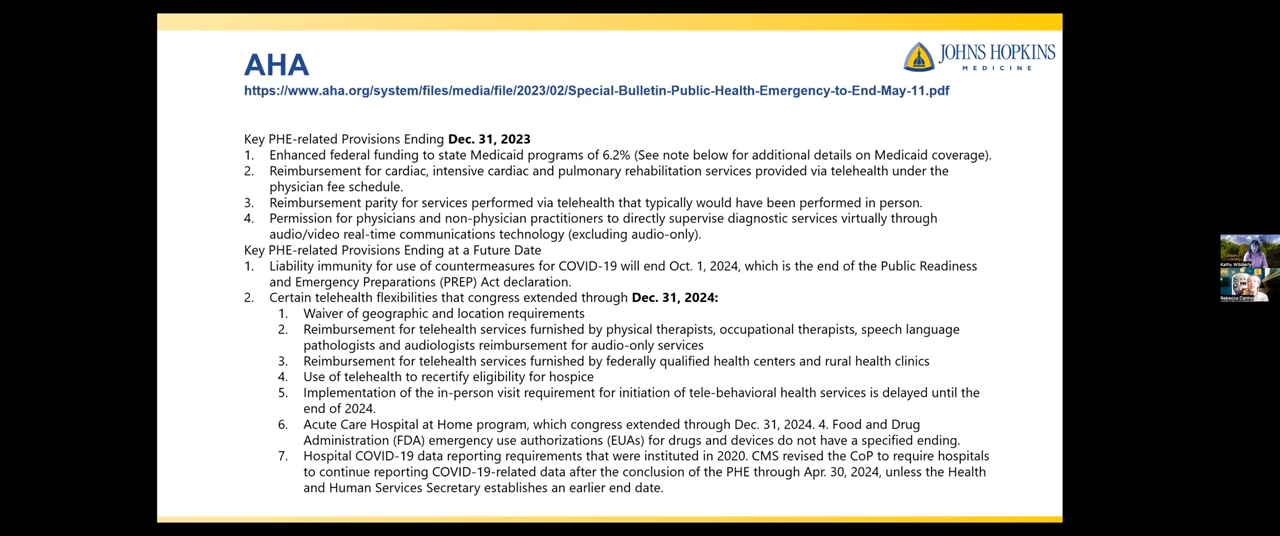 AHA
JOHNS HOPKINS
MEDICINE
https://www.aha.org/system/files/media/file/2023/02/Special-Bulletin-Public-Health-Emergency-to-End-May-11.pdf
Key PHE-related Provisions Ending Dec. 31, 2023
1. Enhanced federal funding to state Medicaid programs of 6.2% (See note below for additional details on Medicaid coverage).
2. Reimbursement for cardiac, intensive cardiac and pulmonary rehabilitation services provided via telehealth under the
physician fee schedule.
3. Reimbursement parity for services performed via telehealth that typically would have been performed in person.
4. Permission for physicians and non-physician practitioners to directly supervise diagnostic services virtually through
audio/video real-time communications technology (excluding audio-only).
Key PHE-related Provisions Ending at a Future Date
1. Liability immunity for use of countermeasures for COVID-19 will end Oct. 1, 2024, which is the end of the Public Readiness
and Emergency Preparations (PREP) Act declaration.
2. Certain telehealth flexibilities that congress extended through Dec. 31, 2024:
1. Waiver of geographic and location requirements
2. Reimbursement for telehealth services furnished by physical therapists, occupational therapists, speech language
pathologists and audiologists reimbursement for audio-only services
3. Reimbursement for telehealth services furnished by federally qualified health centers and rural health clinics
4. Use of telehealth to recertify eligibility for hospice
5. Implementation of the in-person visit requirement for initiation of tele-behavioral health services is delayed until the
end of 2024.
6. Acute Care Hospital at Home program, which congress extended through Dec. 31, 2024. 4. Food and Drug
Administration (FDA) emergency use authorizations (EUAs) for drugs and devices do not have a specified ending.
7. Hospital COVID-19 data reporting requirements that were instituted in 2020. CMS revised the CoP to require hospitals
to continue reporting COVID-19-related data after the conclusion of the PHE through Apr. 30, 2024, unless the Health
and Human Services Secretary establishes an earlier end date.
Kathy Wibberly
Rebecca Canino